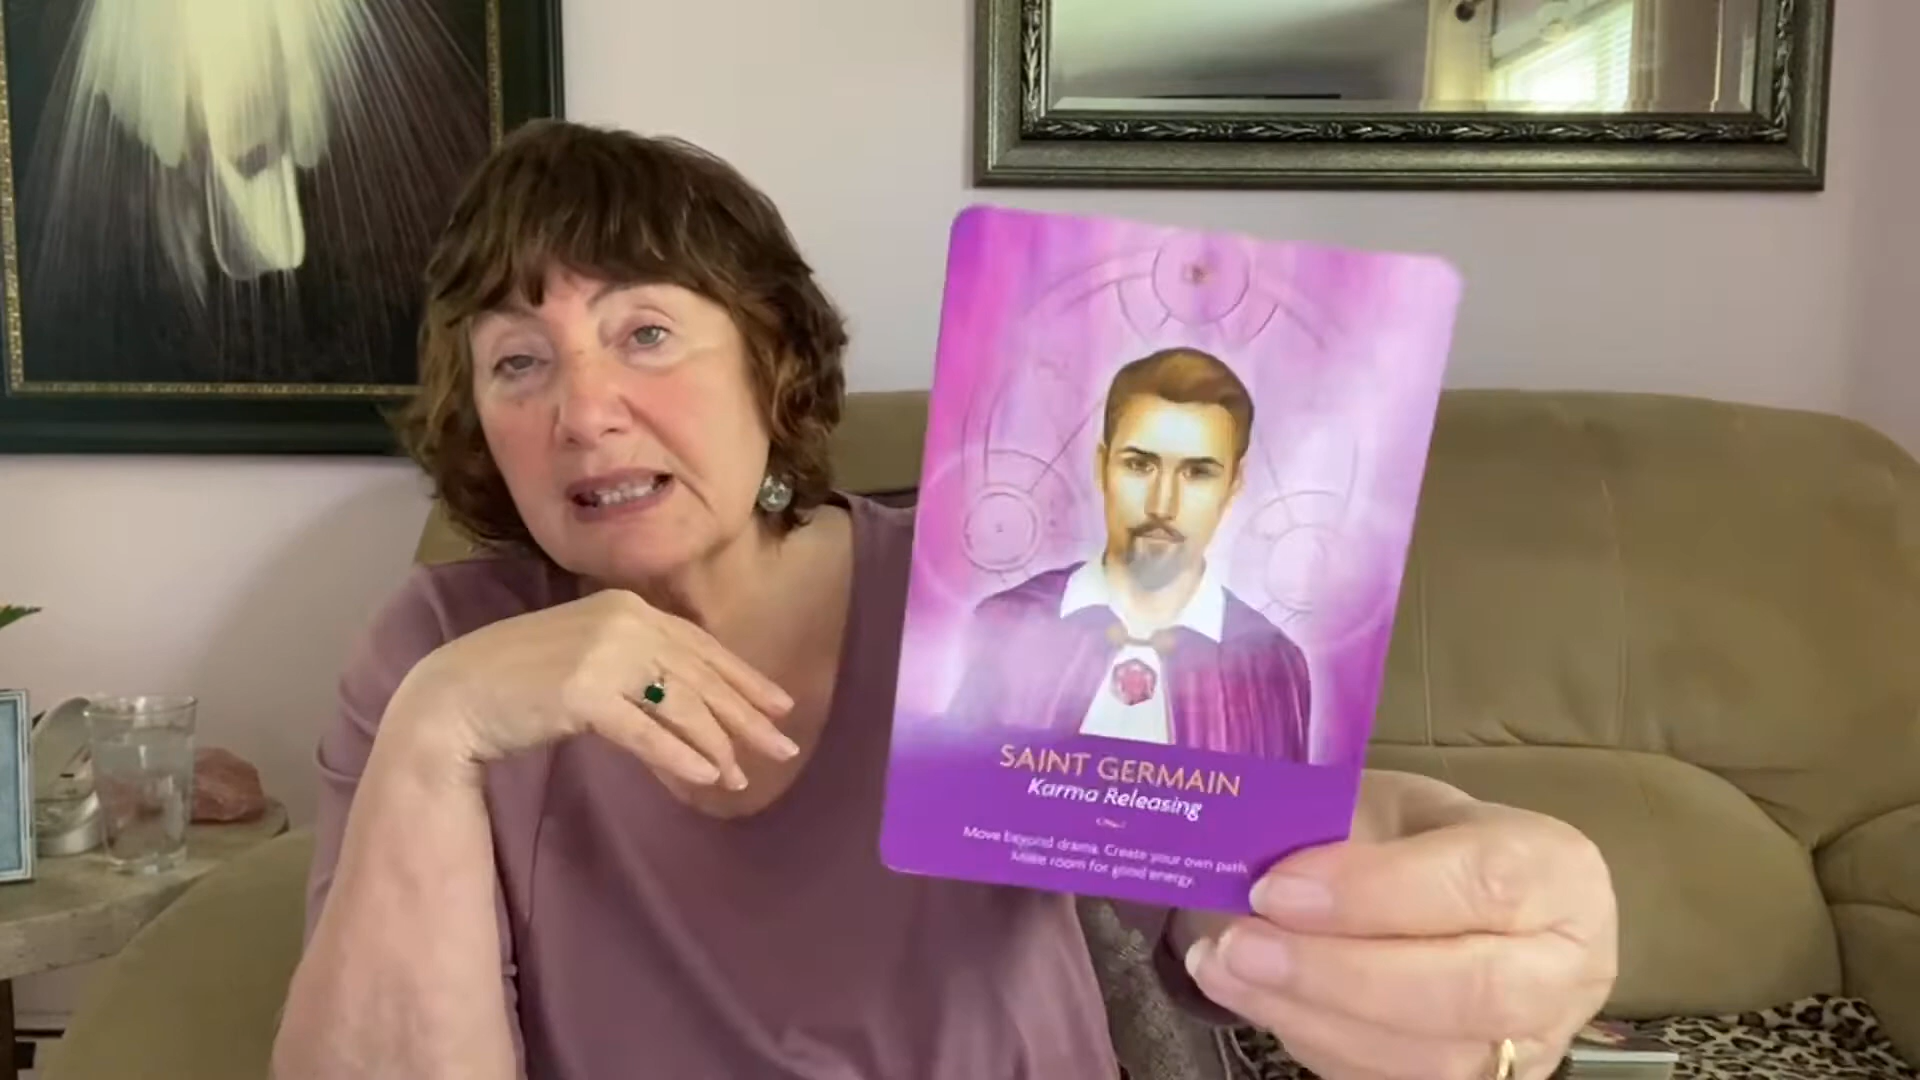 SAINT GERMAIN
Karma Releasing
Move beyond drama. Create your own path.
Make room for good energy.